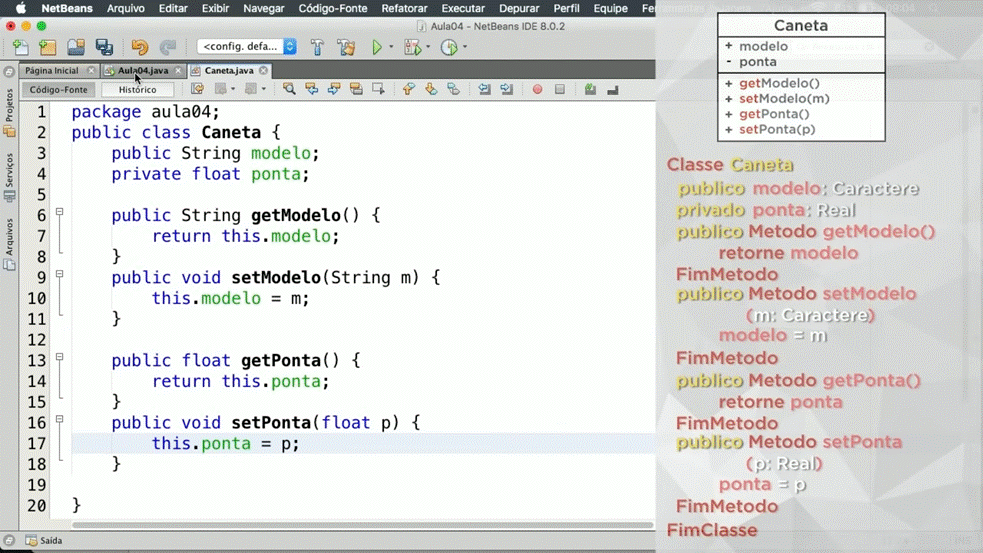 NetBeans Arquivo Editar Exibir Navegar Código-Fonte Refatorar Executar Depurar Perfil Equipe
Aula04 - NetBeans IDE 8.0.2
<config. defa...
Página Inicial Aula04.java Caneta.java
Código-Fonte Histórico
Projetos
Serviços
Arquivos
1 package aula04;
2 public class Caneta {
3 public String modelo;
4 private float ponta;
5
6 public String getModelo() {
7 return this.modelo;
8 }
9 public void setModelo(String m) {
10 this.modelo = m;
11 }
12
13 public float getPonta() {
14 return this.ponta;
15 }
16 public void setPonta(float p) {
17 this.ponta = p;
18 }
19
20 }
Saída
Caneta
+ modelo
- ponta
+ getModelo()
+ setModelo(m)
+ getPonta()
+ setPonta(p)
Classe Caneta
publico modelo: Caractere
privado ponta: Real
publico Metodo getModelo()
retorne modelo
FimMetodo
publico Metodo setModelo
(m: Caractere)
modelo = m
FimMetodo
publico Metodo getPonta()
retorne ponta
FimMetodo
publico Metodo setPonta
(p: Real)
ponta = p
FimMetodo
FimClasse